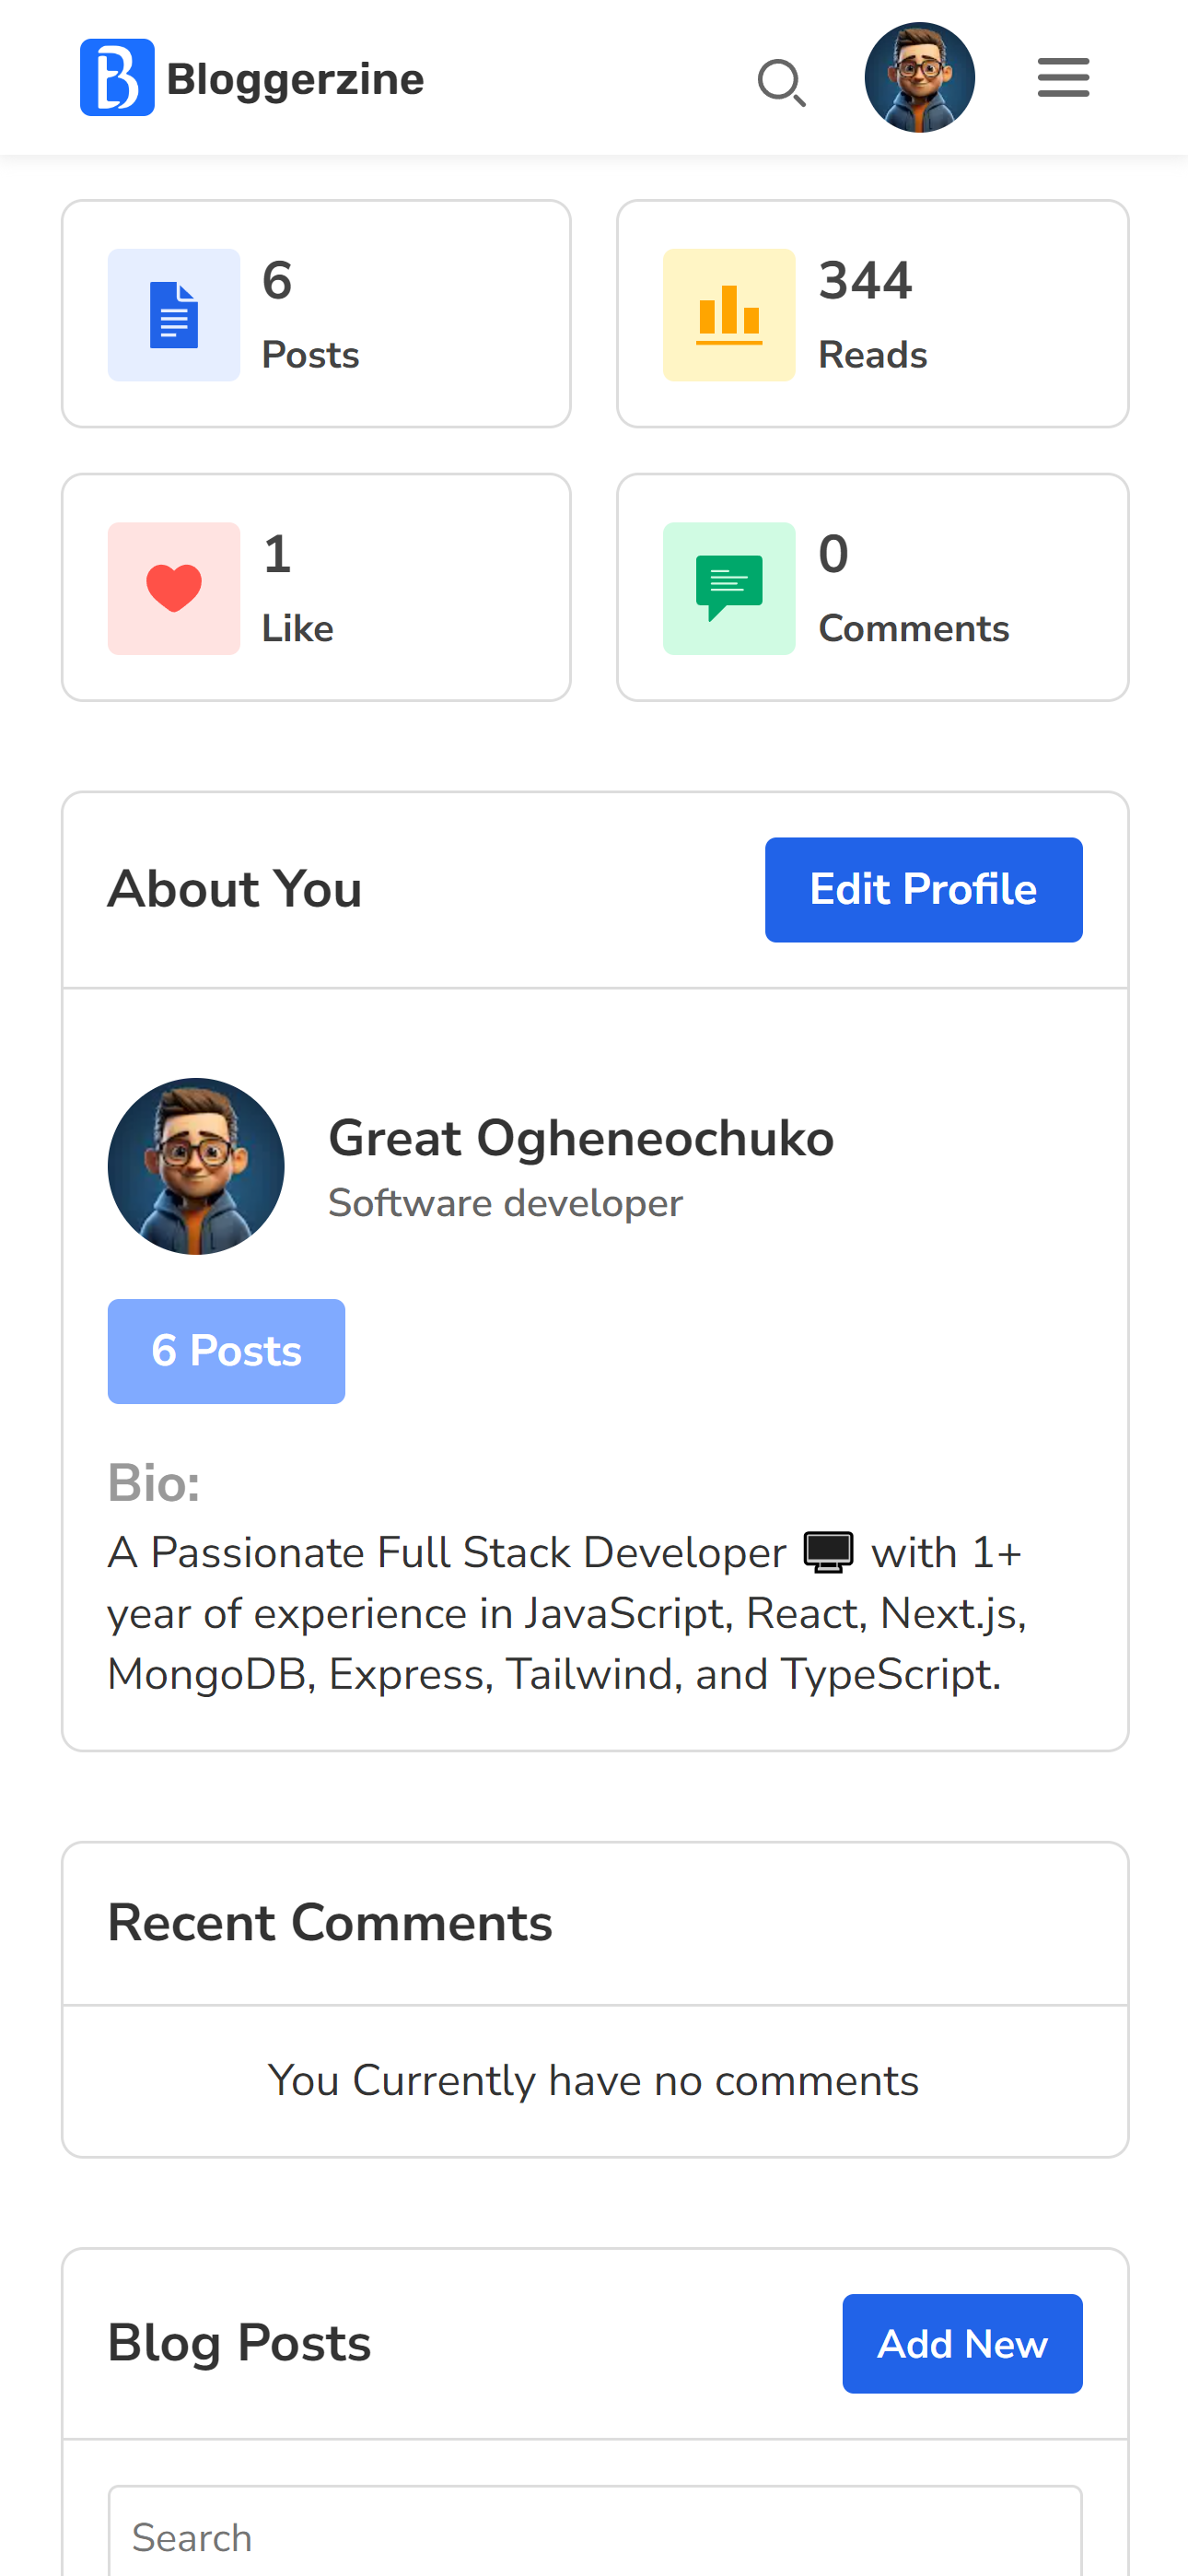 Bloggerzine
6
Posts
344
Reads
1
Like
0
Comments
About You
Edit Profile
Great Ogheneochuko
Software developer
6 Posts
Bio:
A Passionate Full Stack Developer 🖥️ with 1+
year of experience in JavaScript, React, Next.js,
MongoDB, Express, Tailwind, and TypeScript.
Recent Comments
You Currently have no comments
Blog Posts
Add New
Search